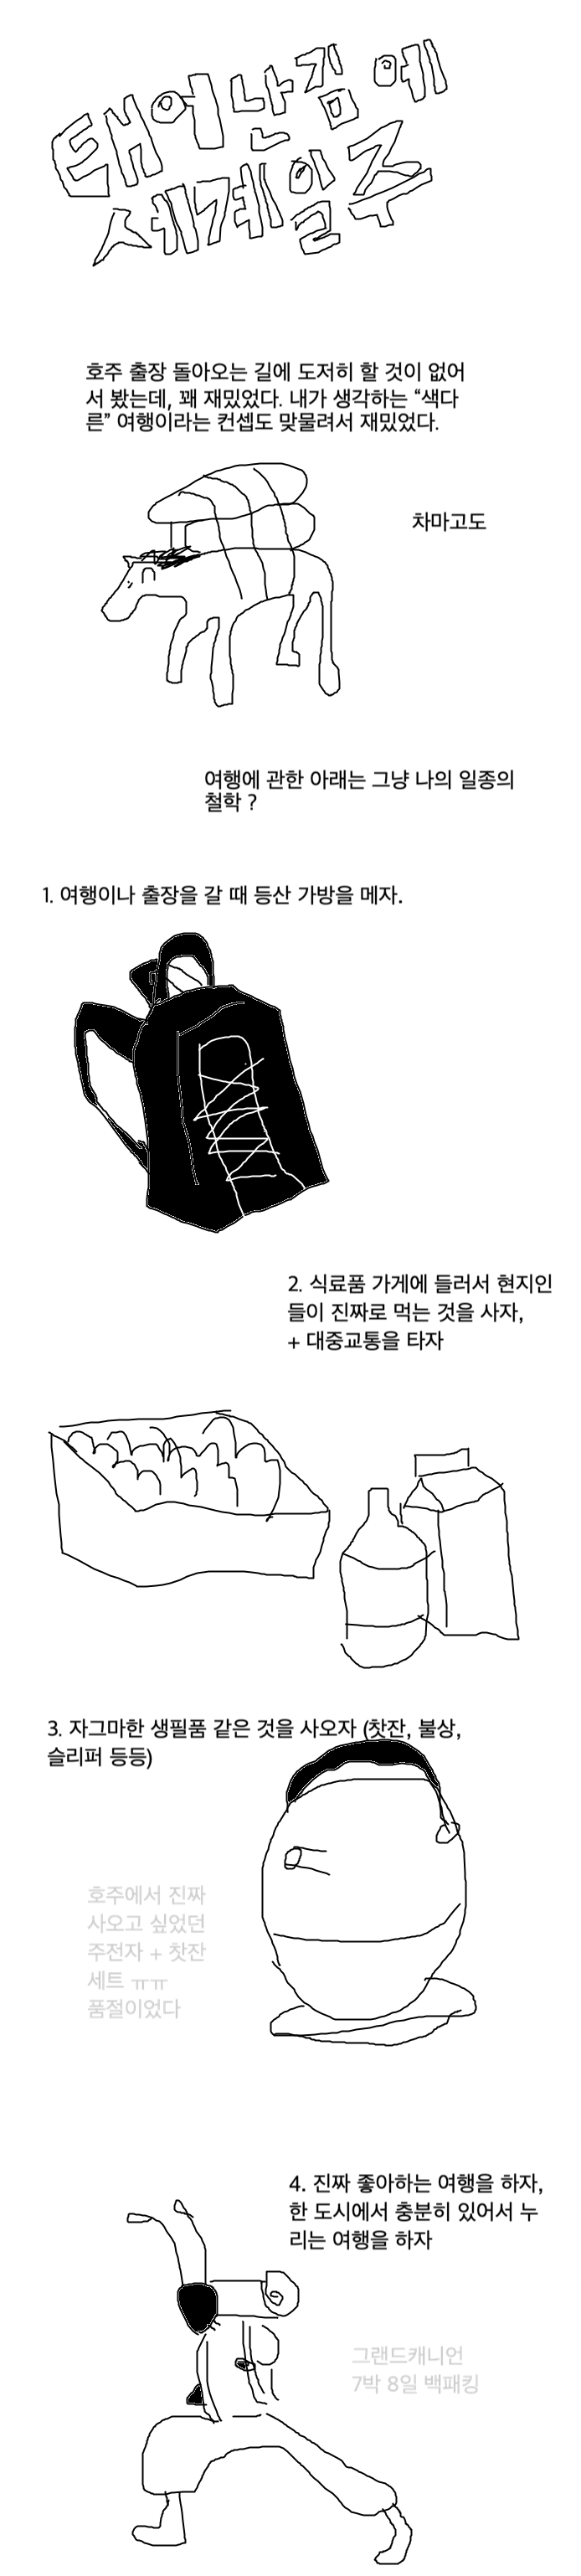 태어난김에
세계일주
호주 출장 돌아오는 길에 도저히 할 것이 없어
서 봤는데, 꽤 재밌었다. 내가 생각하는 “색다
른” 여행이라는 컨셉도 맞물려서 재밌었다.
차마고도
여행에 관한 아래는 그냥 나의 일종의
철학 ?
1. 여행이나 출장을 갈 때 등산 가방을 메자.
2. 식료품 가게에 들러서 현지인
들이 진짜로 먹는 것을 사자,
+ 대중교통을 타자
3. 자그마한 생필품 같은 것을 사오자 (찻잔, 불상,
슬리퍼 등등)
호주에서 진짜
사오고 싶었던
주전자 + 찻잔
세트 ㅠㅠ
품절이었다
4. 진짜 좋아하는 여행을 하자,
한 도시에서 충분히 있어서 누
리는 여행을 하자
그랜드캐니언
7박 8일 백패킹